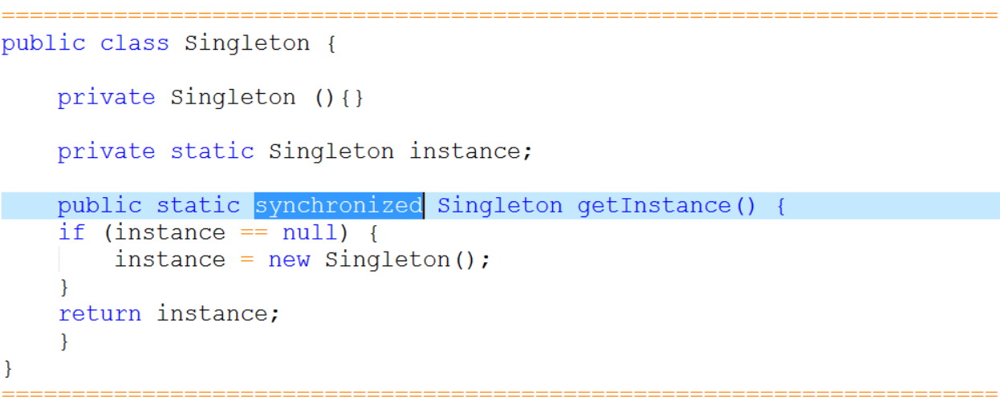 =======================================================================
public class Singleton {
private Singleton (){}
private static Singleton instance;
public static synchronized Singleton getInstance() {
if (instance == null) {
instance = new Singleton();
}
return instance;
}
}
=======================================================================